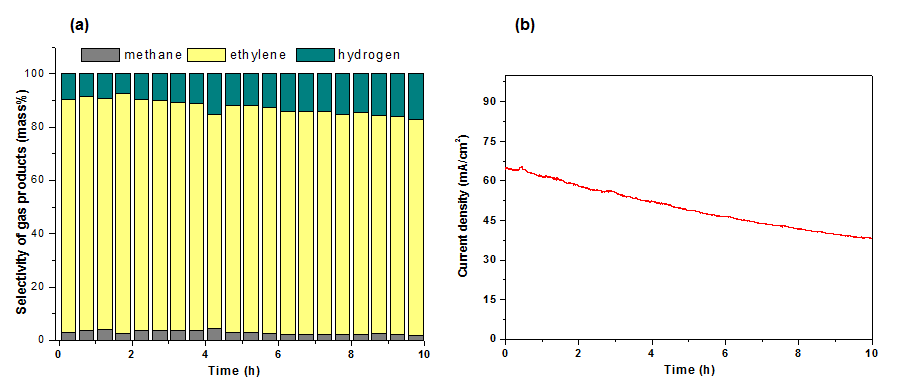 (a)
methane ethylene hydrogen
Selectivity of gas products (mass%)
100
80
60
40
20
0
0 2 4 6 8 10
Time (h)
(b)
Current density (mA/cm²)
90
75
60
45
30
15
0
0 2 4 6 8 10
Time (h)